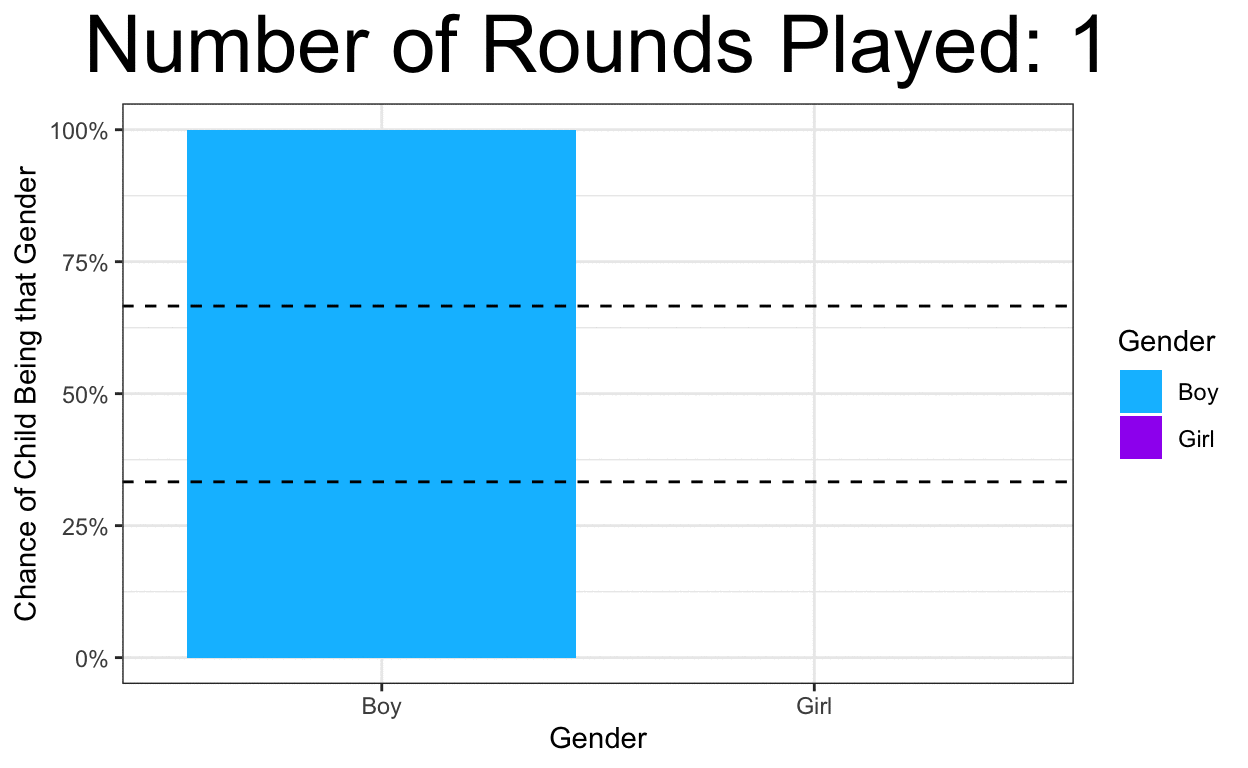 Number of Rounds Played: 1
Chance of Child Being that Gender
100%
75%
50%
25%
0%
Boy
Girl
Gender
Gender
Boy
Girl